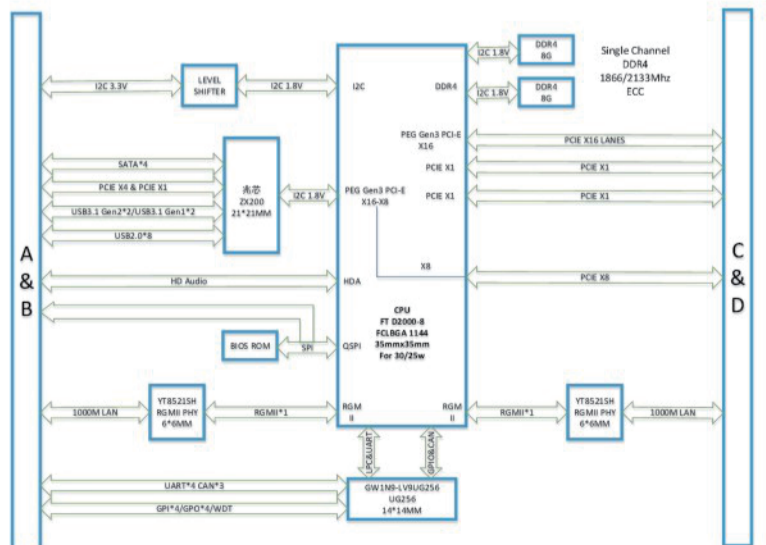 DDR4
8G
I2C 1.8V
Single Channel
DDR4
1866/2133Mhz
ECC
LEVEL
SHIFTER
I2C 3.3V
I2C 1.8V
I2C
DDR4
I2C 1.8V
DDR4
8G
PEG Gen3 PCI-E
X16
PCIE X16 LANES
SATA*4
PCIE X1
PCIE X1
PCIE X4 & PCIE X1
兆芯
ZX200
21*21MM
I2C 1.8V
PEG Gen3 PCI-E
X16-X8
PCIE X1
PCIE X1
USB3.1 Gen2*2/USB3.1 Gen1*2
USB2.0*8
A
&
B
C
&
D
X8
HD Audio
HDA
PCIE X8
CPU
FT D2000-8
FCLBGA 1144
35mmx35mm
For 30/25w
BIOS ROM
SPI
QSPI
1000M LAN
YT8521SH
RGMII PHY
6*6MM
RGMII*1
RGM
II
RGM
II
RGMII*1
YT8521SH
RGMII PHY
6*6MM
1000M LAN
LPC&UART
GPIO&CAN
UART*4 CAN*3
GW1N9-LV9UG256
UG256
14*14MM
GPI*4/GPO*4/WDT